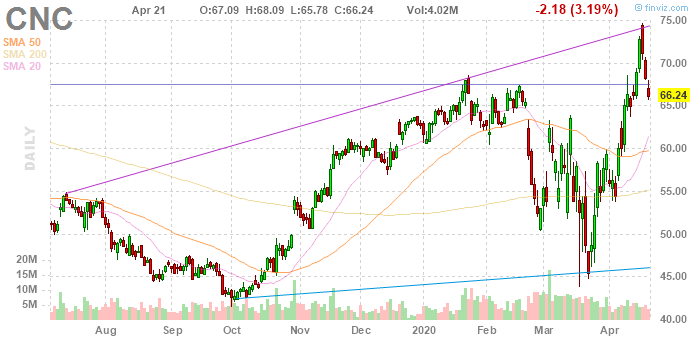 CNC
Apr 21 O:67.09 H:68.09 L:65.78 C:66.24 Vol:4.02M -2.18 (3.19%)
© finviz.com
SMA 50
SMA 200
SMA 20
DAILY
75.00
70.00
66.24
65.00
60.00
55.00
50.00
45.00
40.00
20M
15M
10M
5M
Aug Sep Oct Nov Dec 2020 Feb Mar Apr